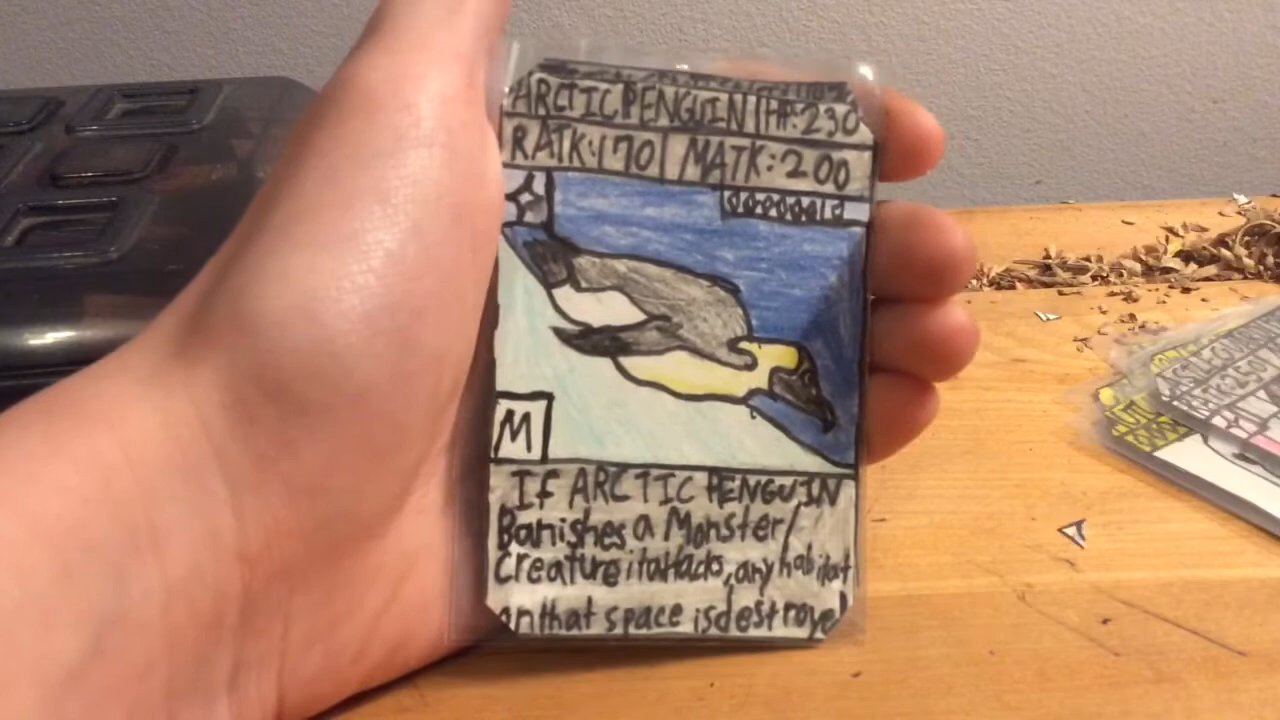 ARCTIC PENGUIN HP:230
RATK:170 MATK:200
M
If ARCTIC PENGUIN
Banishes a Monster/
creature it attacks, any habitat
on that space is destroyed